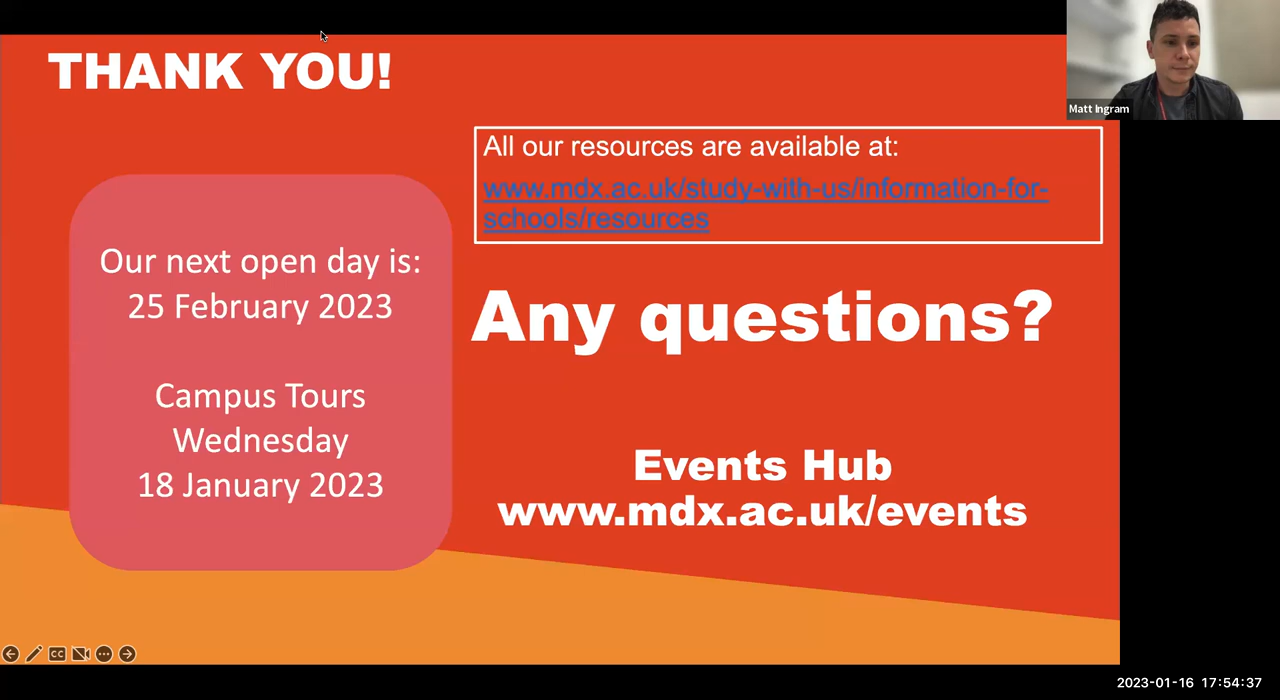 THANK YOU!
Matt Ingram
All our resources are available at:
www.mdx.ac.uk/study-with-us/information-for-
schools/resources
Our next open day is:
25 February 2023
Campus Tours
Wednesday
18 January 2023
Any questions?
Events Hub
www.mdx.ac.uk/events
CC
2023-01-16 17:54:37